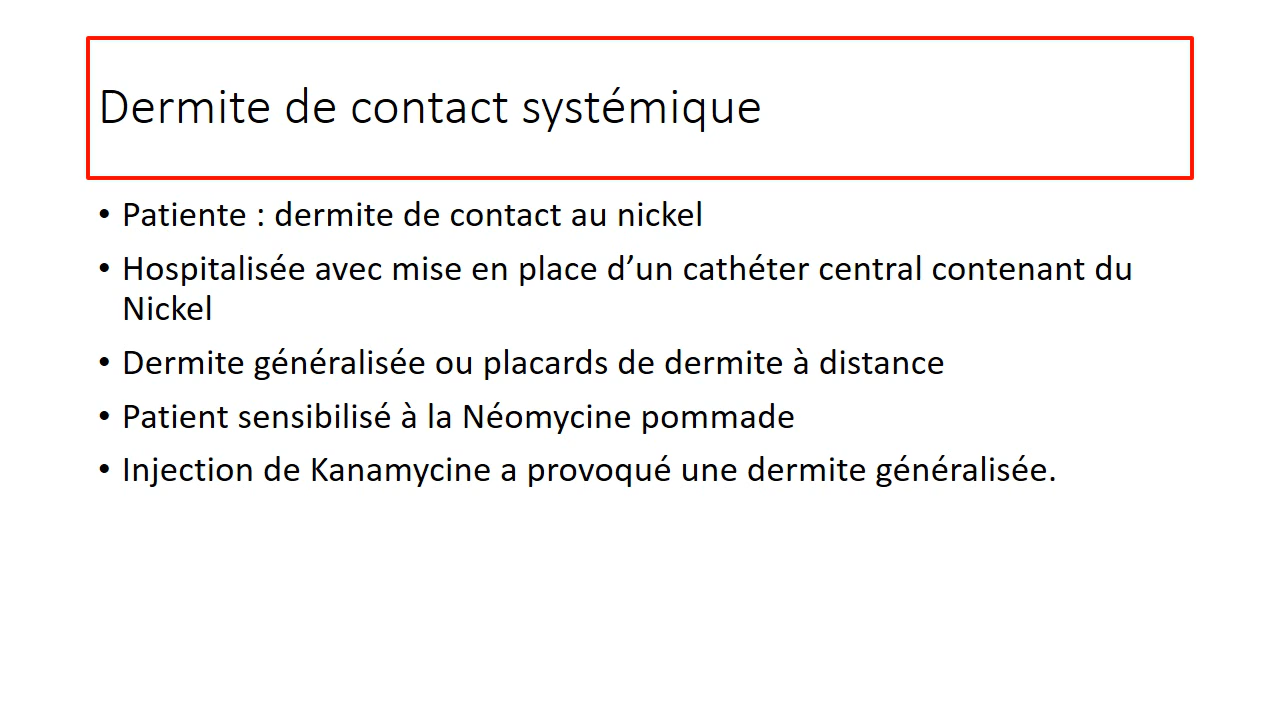 Dermite de contact systémique
• Patiente : dermite de contact au nickel
• Hospitalisée avec mise en place d’un cathéter central contenant du
Nickel
• Dermite généralisée ou placards de dermite à distance
• Patient sensibilisé à la Néomycine pommade
• Injection de Kanamycine a provoqué une dermite généralisée.